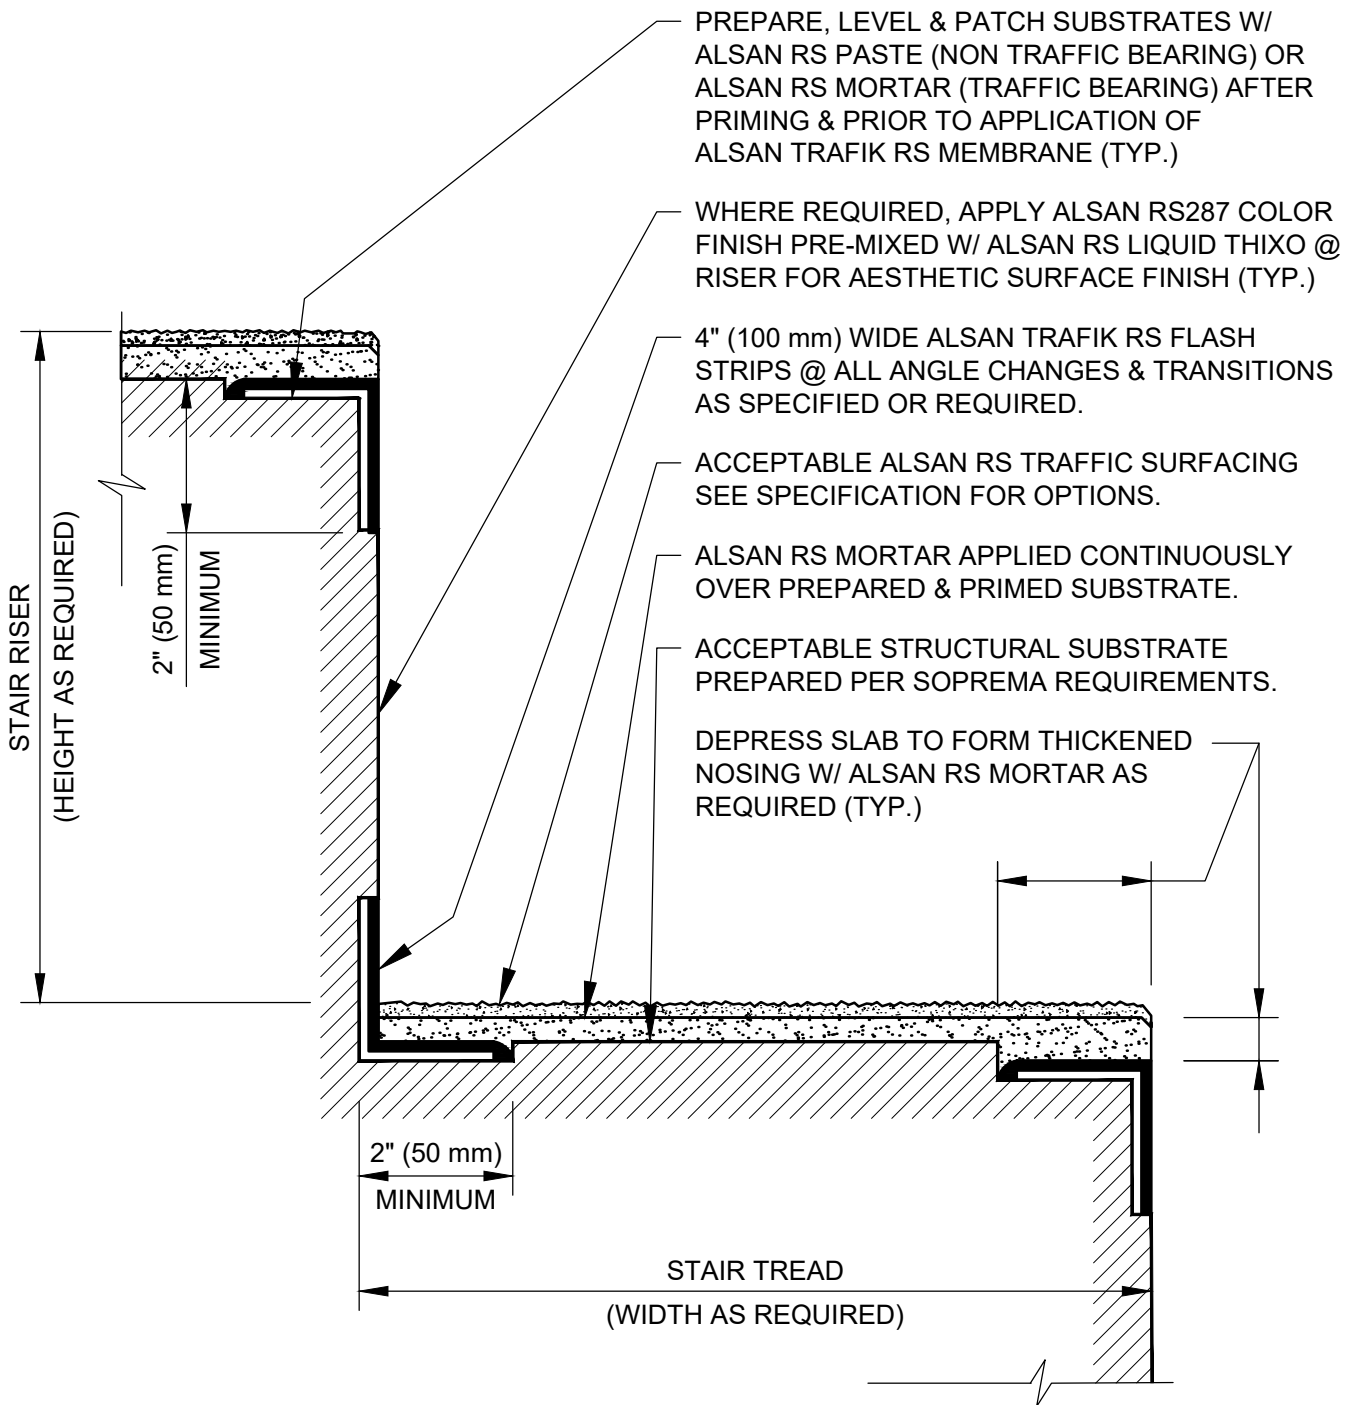 PREPARE, LEVEL & PATCH SUBSTRATES W/
ALSAN RS PASTE (NON TRAFFIC BEARING) OR
ALSAN RS MORTAR (TRAFFIC BEARING) AFTER
PRIMING & PRIOR TO APPLICATION OF
ALSAN TRAFIK RS MEMBRANE (TYP.)
WHERE REQUIRED, APPLY ALSAN RS287 COLOR
FINISH PRE-MIXED W/ ALSAN RS LIQUID THIXO @
RISER FOR AESTHETIC SURFACE FINISH (TYP.)
4" (100 mm) WIDE ALSAN TRAFIK RS FLASH
STRIPS @ ALL ANGLE CHANGES & TRANSITIONS
AS SPECIFIED OR REQUIRED.
ACCEPTABLE ALSAN RS TRAFFIC SURFACING
SEE SPECIFICATION FOR OPTIONS.
ALSAN RS MORTAR APPLIED CONTINUOUSLY
OVER PREPARED & PRIMED SUBSTRATE.
ACCEPTABLE STRUCTURAL SUBSTRATE
PREPARED PER SOPREMA REQUIREMENTS.
DEPRESS SLAB TO FORM THICKENED
NOSING W/ ALSAN RS MORTAR AS
REQUIRED (TYP.)
STAIR RISER
(HEIGHT AS REQUIRED)
2" (50 mm)
MINIMUM
2" (50 mm)
MINIMUM
STAIR TREAD
(WIDTH AS REQUIRED)